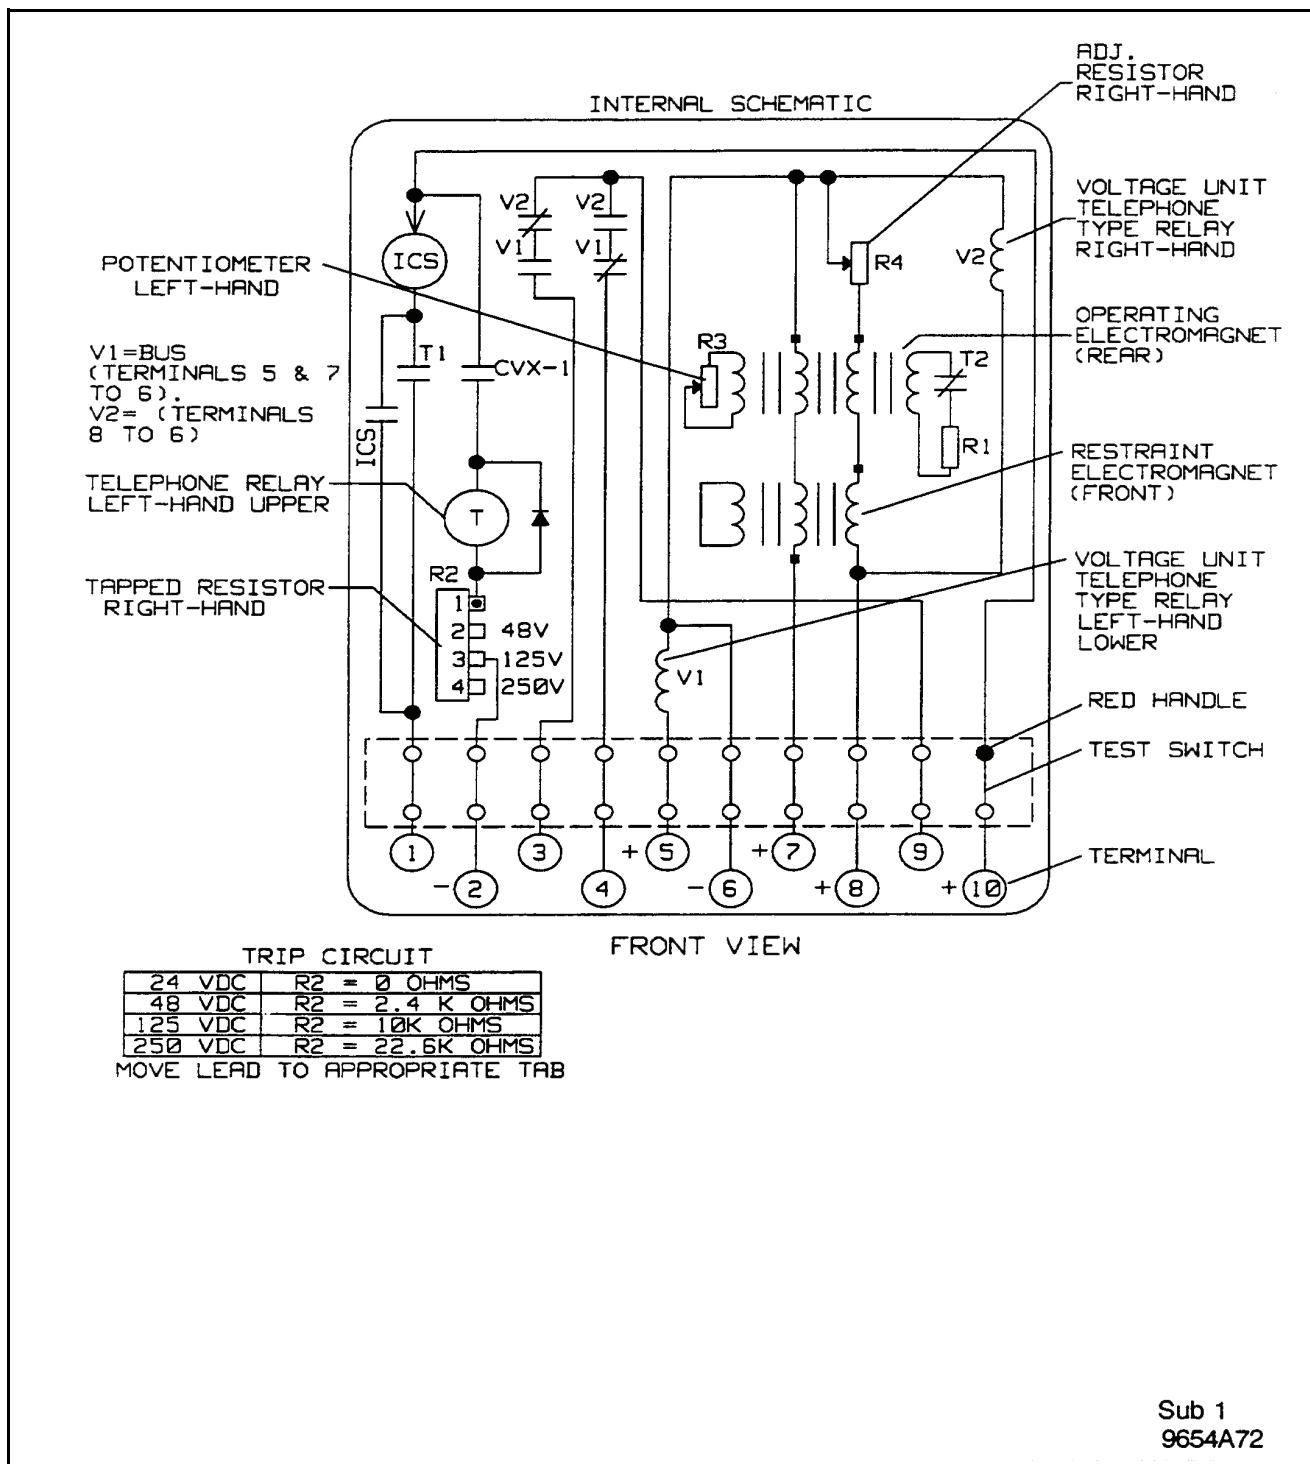 ADJ.
RESISTOR
RIGHT-HAND
INTERNAL SCHEMATIC
VOLTAGE UNIT
TELEPHONE
TYPE RELAY
RIGHT-HAND
V2
V2
V1
V1
ICS
R4
V2
POTENTIOMETER
LEFT-HAND
OPERATING
ELECTROMAGNET
(REAR)
R3
T1
T2
CVX-1
V1=BUS
(TERMINALS 5 & 7
TO 6).
V2= (TERMINALS
8 TO 6)
ICS
R1
RESTRAINT
ELECTROMAGNET
(FRONT)
TELEPHONE RELAY
LEFT-HAND UPPER
T
VOLTAGE UNIT
TELEPHONE
TYPE RELAY
LEFT-HAND
LOWER
R2
TAPPED RESISTOR
RIGHT-HAND
1
2 48V
3 125V
4 250V
V1
RED HANDLE
TEST SWITCH
1
3
+ 5
+ 7
9
TERMINAL
- 2
4
- 6
+ 8
+ 10
FRONT VIEW
TRIP CIRCUIT
24 VDC R2 = 0 OHMS
48 VDC R2 = 2.4 K OHMS
125 VDC R2 = 10K OHMS
250 VDC R2 = 22.6K OHMS
MOVE LEAD TO APPROPRIATE TAB
Sub 1
9654A72